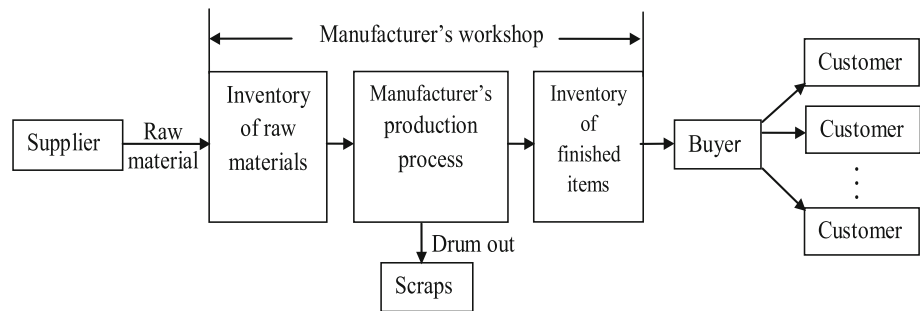 Manufacturer's workshop
Supplier
Raw
material
Inventory
of raw
materials
Manufacturer's
production
process
Inventory
of
finished
items
Buyer
Customer
Customer
Customer
Drum out
Scraps